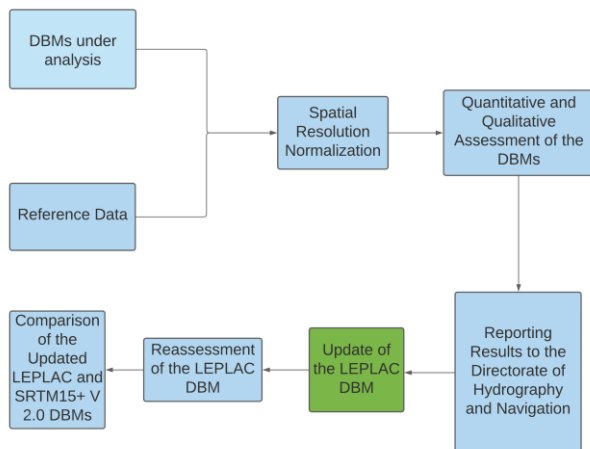 DBMs under
analysis
Reference Data
Spatial
Resolution
Normalization
Quantitative and
Qualitative
Assessment of the
DBMs
Reporting
Results to the
Directorate of
Hydrography
and Navigation
Update of
the LEPLAC
DBM
Reassessment
of the LEPLAC
DBM
Comparison
of the
Updated
LEPLAC and
SRTM15+ V
2.0 DBMs